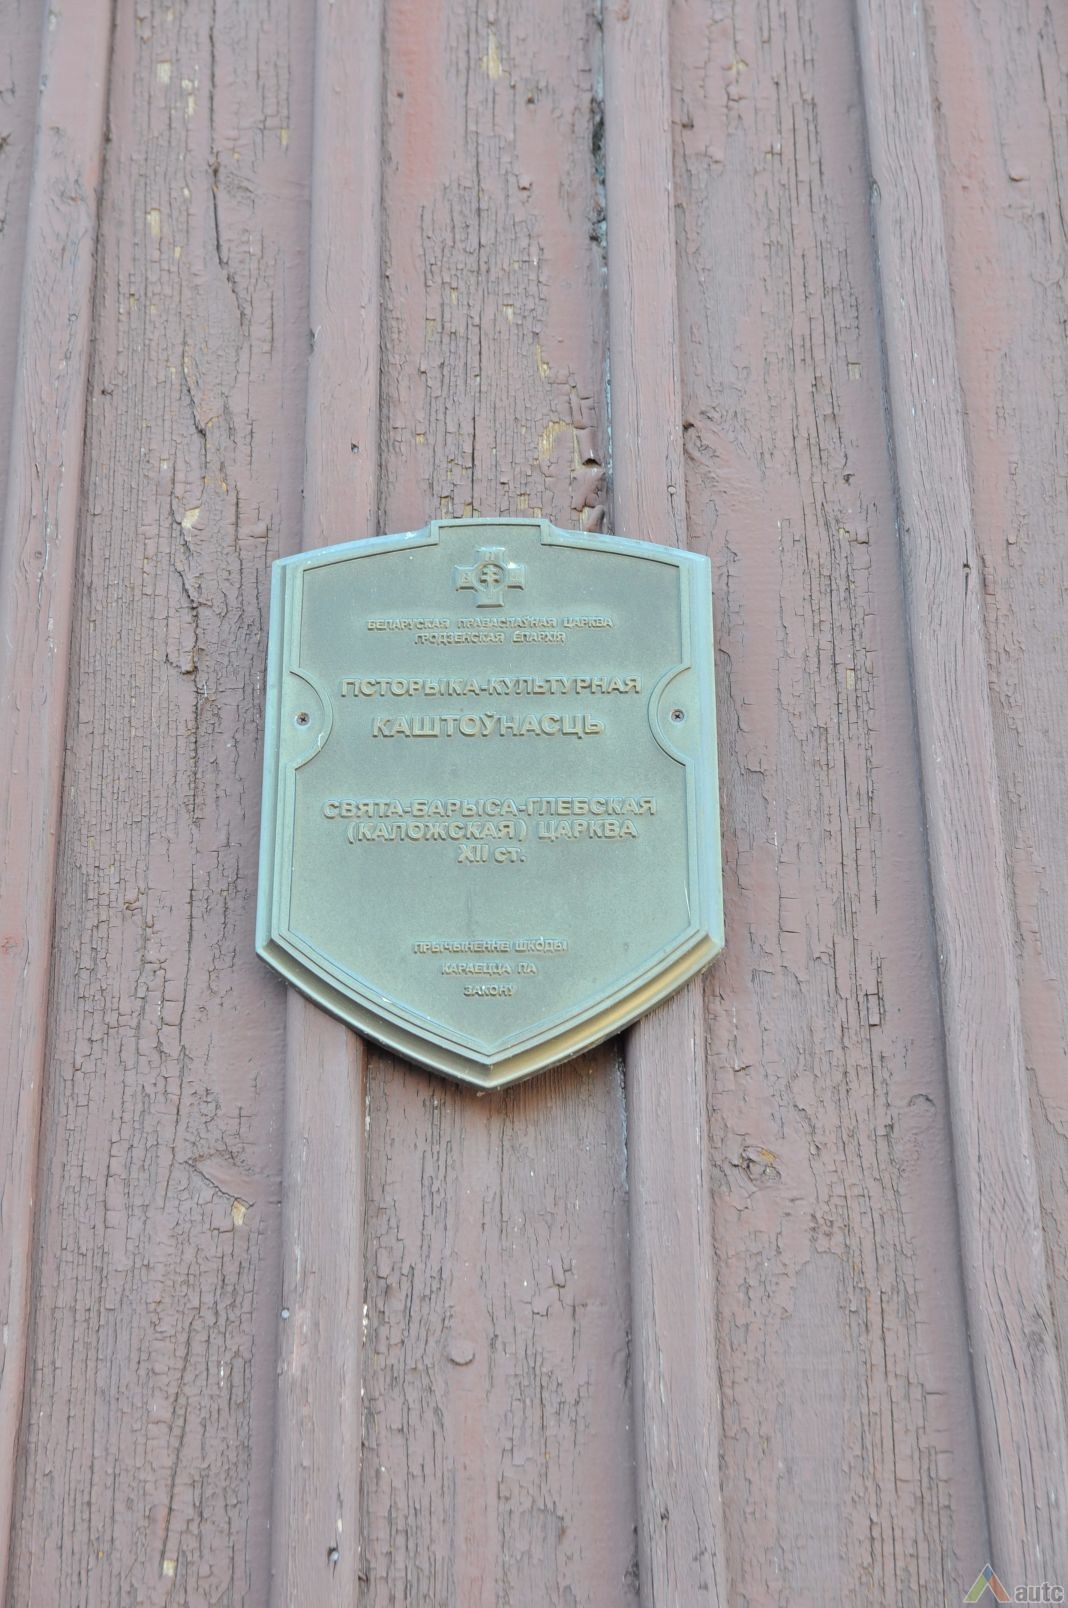 БЕЛАРУСКАЯ ПРАВАСЛАЎНАЯ ЦАРКВА
ГРОДЗЕНСКАЯ ЕПАРХІЯ
ГІСТОРЫКА-КУЛЬТУРНАЯ
КАШТОЎНАСЦЬ
СВЯТА-БАРЫСА-ГЛЕБСКАЯ
(КАЛОЖСКАЯ) ЦАРКВА
XII СТ.
ПРЫЧЫНЕННЕ ШКОДЫ
КАРАЕЦЦА ПА
ЗАКОНУ
autc